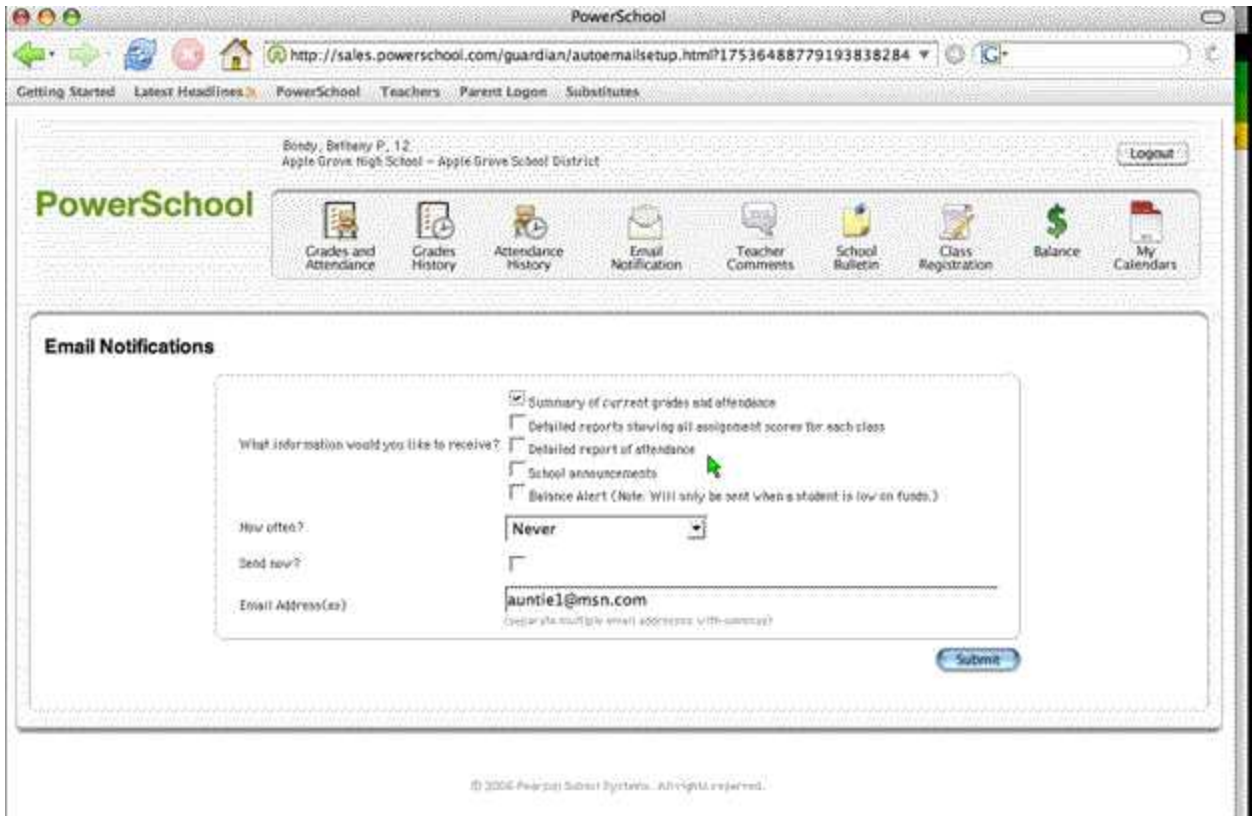 PowerSchool
http://sales.powerschool.com/guardian/autoemailsetup.html?17536488779193838284
G
Getting Started Latest Headlines PowerSchool Teachers Parent Logon Substitutes
Bondy, Bethany P, 12
Apple Grove High School - Apple Grove School District
Logout
PowerSchool
Grades and Attendance
Grades History
Attendance History
Email Notification
Teacher Comments
School Bulletin
Class Registration
Balance
My Calendars
Email Notifications
What information would you like to receive?
Summary of current grades and attendance
Detailed reports showing all assignment scores for each class
Detailed report of attendance
School announcements
Balance Alert (Note: Will only be sent when a student is low on funds.)
How often?
Never
Send now?
Email Address(es)
auntie1@msn.com
(separate multiple email addresses with commas)
Submit
© 2006 Pearson School Systems. All rights reserved.